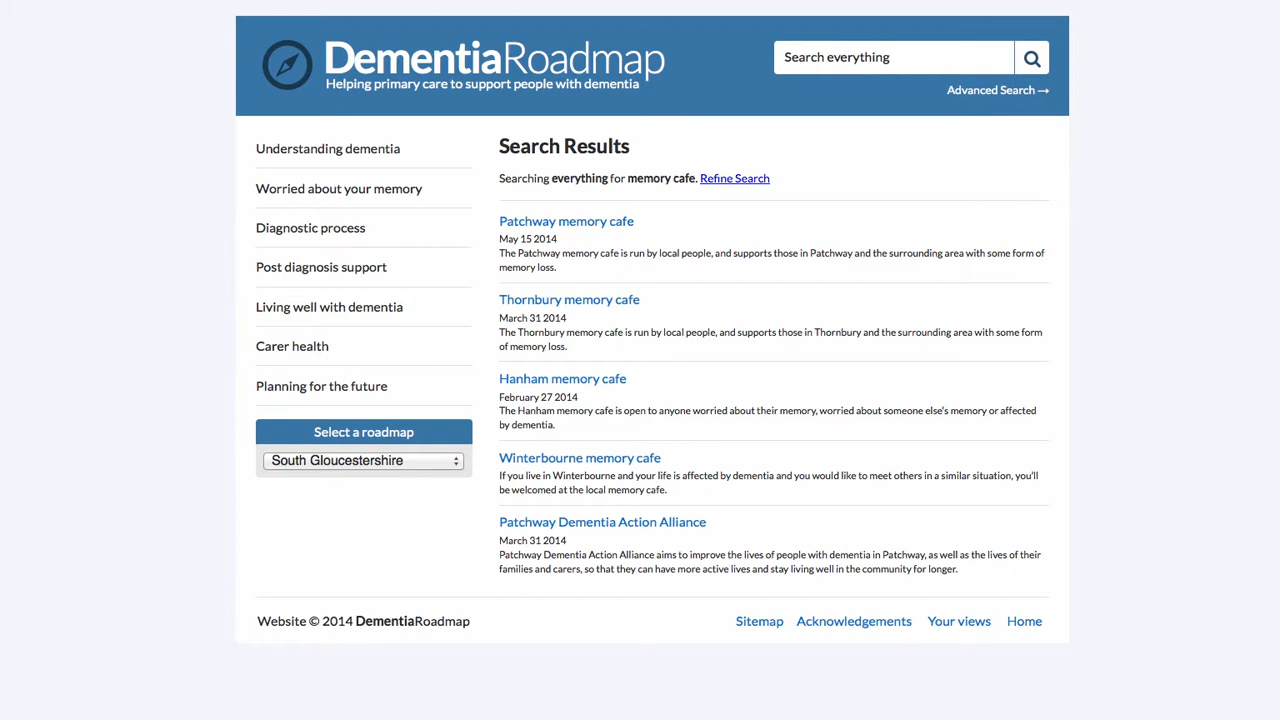 DementiaRoadmap
Helping primary care to support people with dementia
Search everything
Advanced Search →
Understanding dementia
Worried about your memory
Diagnostic process
Post diagnosis support
Living well with dementia
Carer health
Planning for the future
Select a roadmap
South Gloucestershire
Search Results
Searching everything for memory cafe. Refine Search
Patchway memory cafe
May 15 2014
The Patchway memory cafe is run by local people, and supports those in Patchway and the surrounding area with some form of
memory loss.
Thornbury memory cafe
March 31 2014
The Thornbury memory cafe is run by local people, and supports those in Thornbury and the surrounding area with some form
of memory loss.
Hanham memory cafe
February 27 2014
The Hanham memory cafe is open to anyone worried about their memory, worried about someone else's memory or affected
by dementia.
Winterbourne memory cafe
If you live in Winterbourne and your life is affected by dementia and you would like to meet others in a similar situation, you'll
be welcomed at the local memory cafe.
Patchway Dementia Action Alliance
March 31 2014
Patchway Dementia Action Alliance aims to improve the lives of people with dementia in Patchway, as well as the lives of their
families and carers, so that they can have more active lives and stay living well in the community for longer.
Website © 2014 DementiaRoadmap
Sitemap Acknowledgements Your views Home